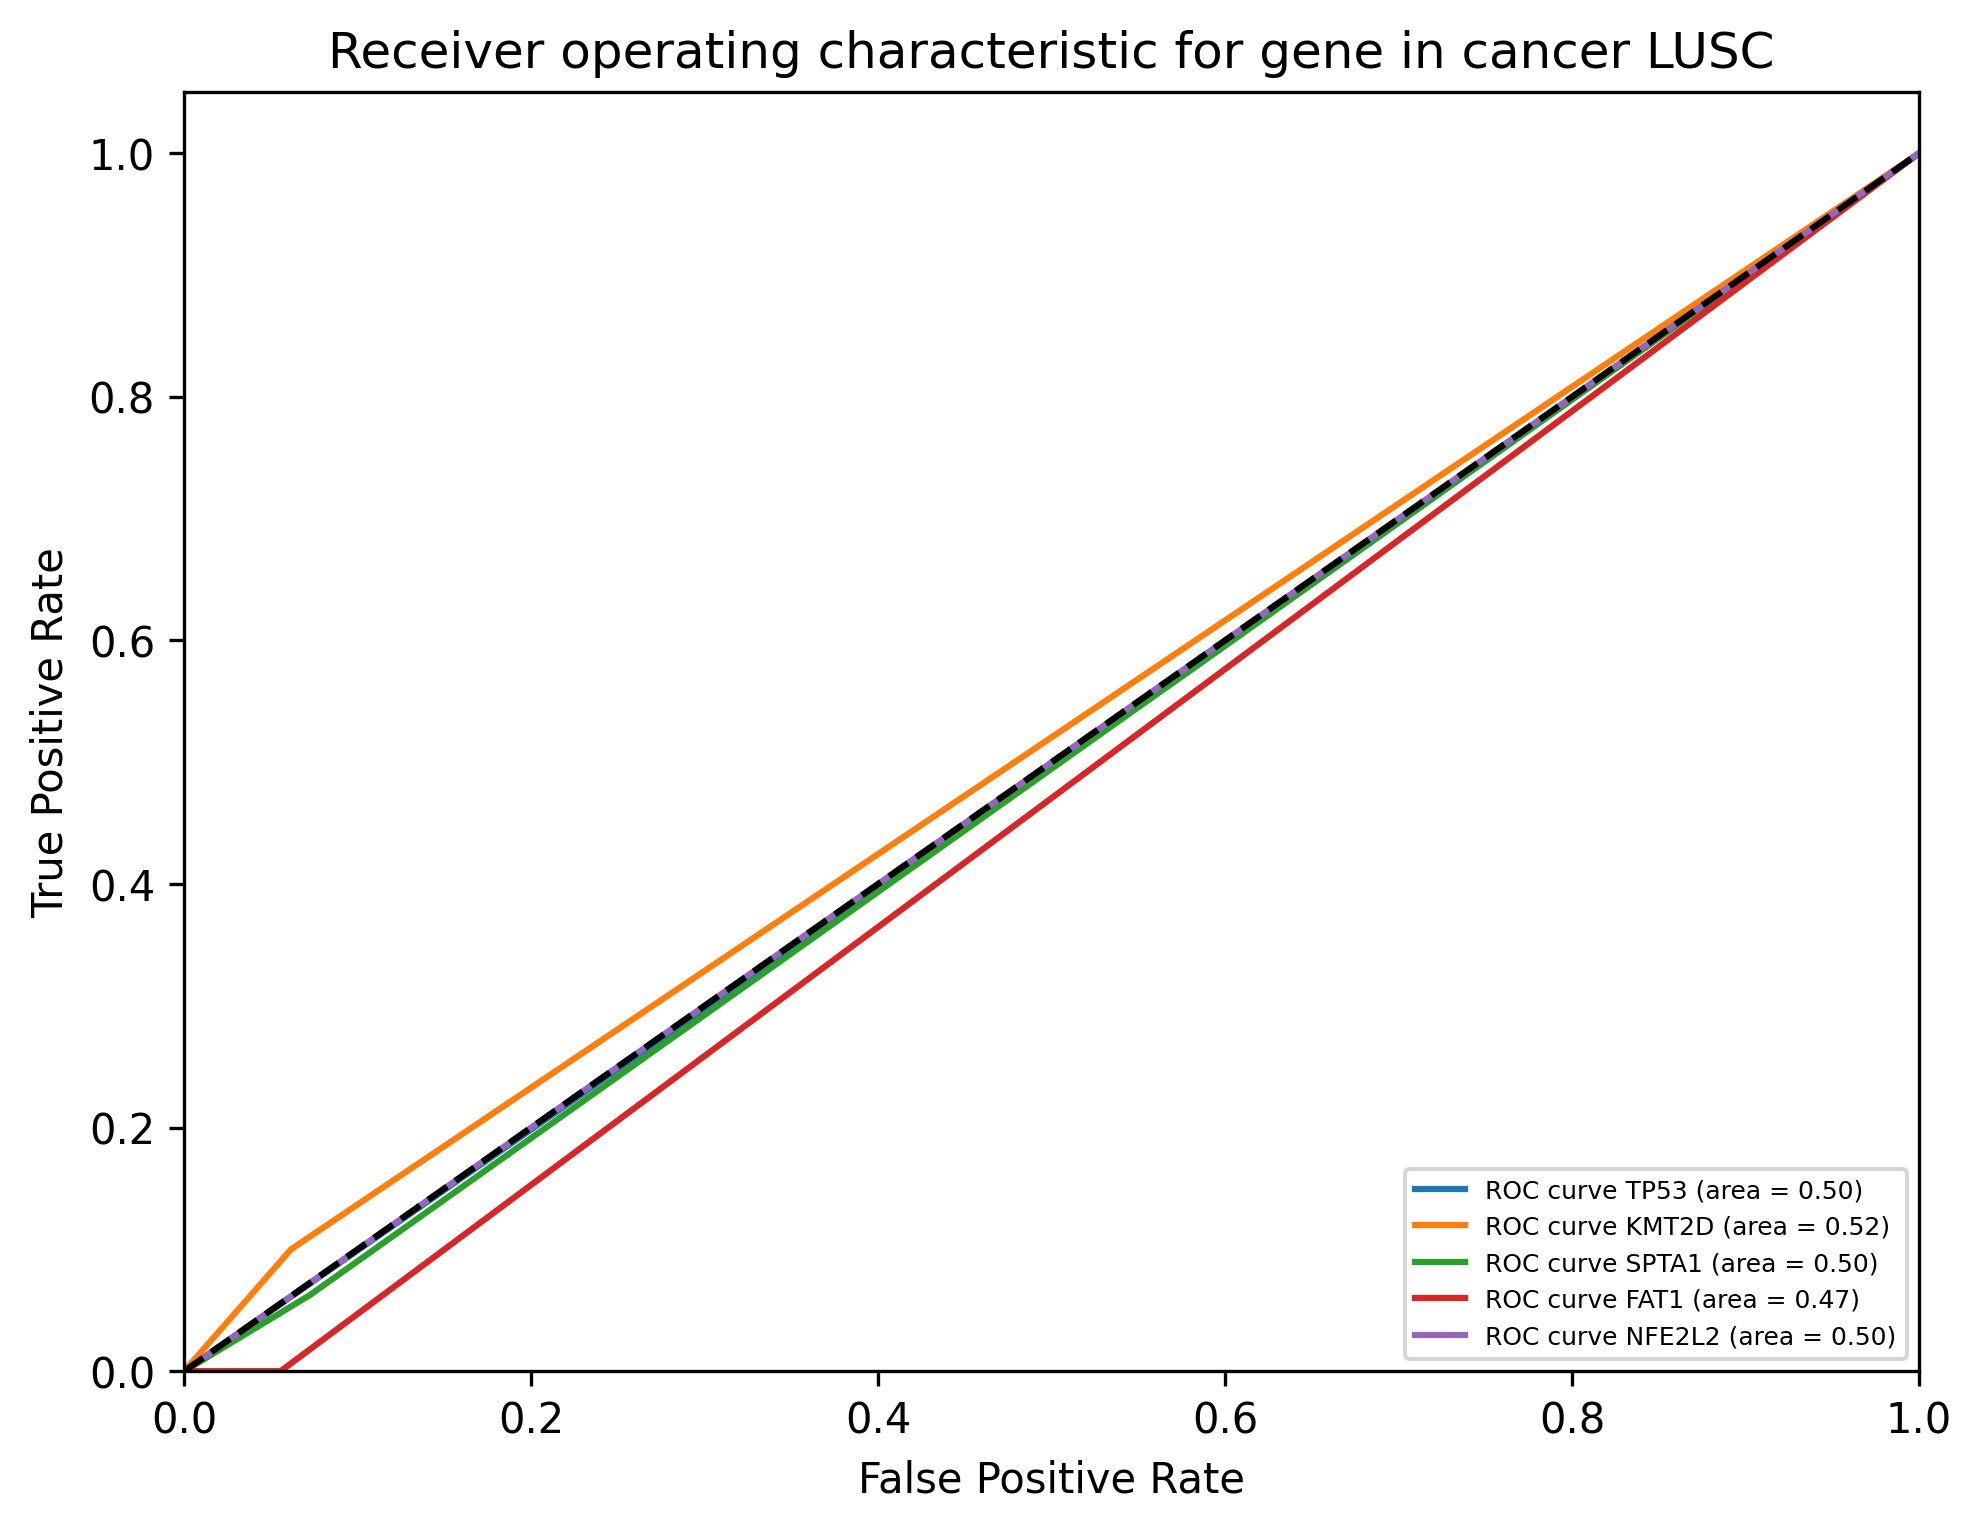 Receiver operating characteristic for gene in cancer LUSC
1.0
0.8
0.6
0.4
0.2
0.0
True Positive Rate
ROC curve TP53 (area = 0.50)
ROC curve KMT2D (area = 0.52)
ROC curve SPTA1 (area = 0.50)
ROC curve FAT1 (area = 0.47)
ROC curve NFE2L2 (area = 0.50)
0.0 0.2 0.4 0.6 0.8 1.0
False Positive Rate